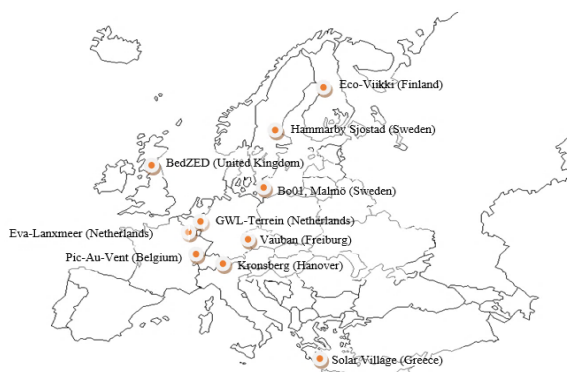 Eco-Viikki (Finland)
Hammarby Sjostad (Sweden)
BedZED (United Kingdom)
Bo01, Malmö (Sweden)
GWL-Terrein (Netherlands)
Eva-Lanxmeer (Netherlands)
Vauban (Freiburg)
Pic-Au-Vent (Belgium)
Kronsberg (Hanover)
Solar Village (Greece)